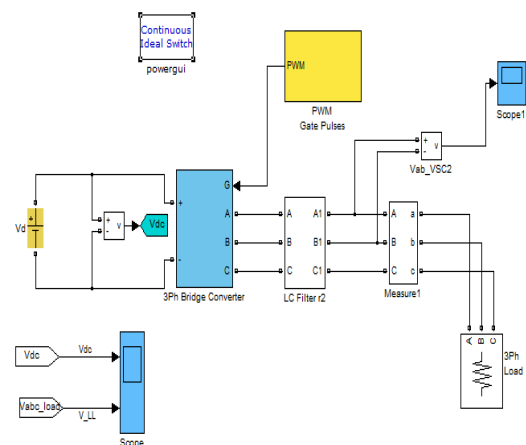 Continuous
Ideal Switch
powergui
PWM
PWM
Gate Pulses
Scope1
+
-
v
Vab_VSC2
Vd
+
+
-
v
Vdc
G
+
-
A
B
C
3Ph Bridge Converter
A
B
C
A1
B1
C1
LC Filter r2
A
B
C
a
b
c
Measure1
A
B
C
3Ph
Load
Vdc
Vdc
Vabc_load
V_LL
Scope